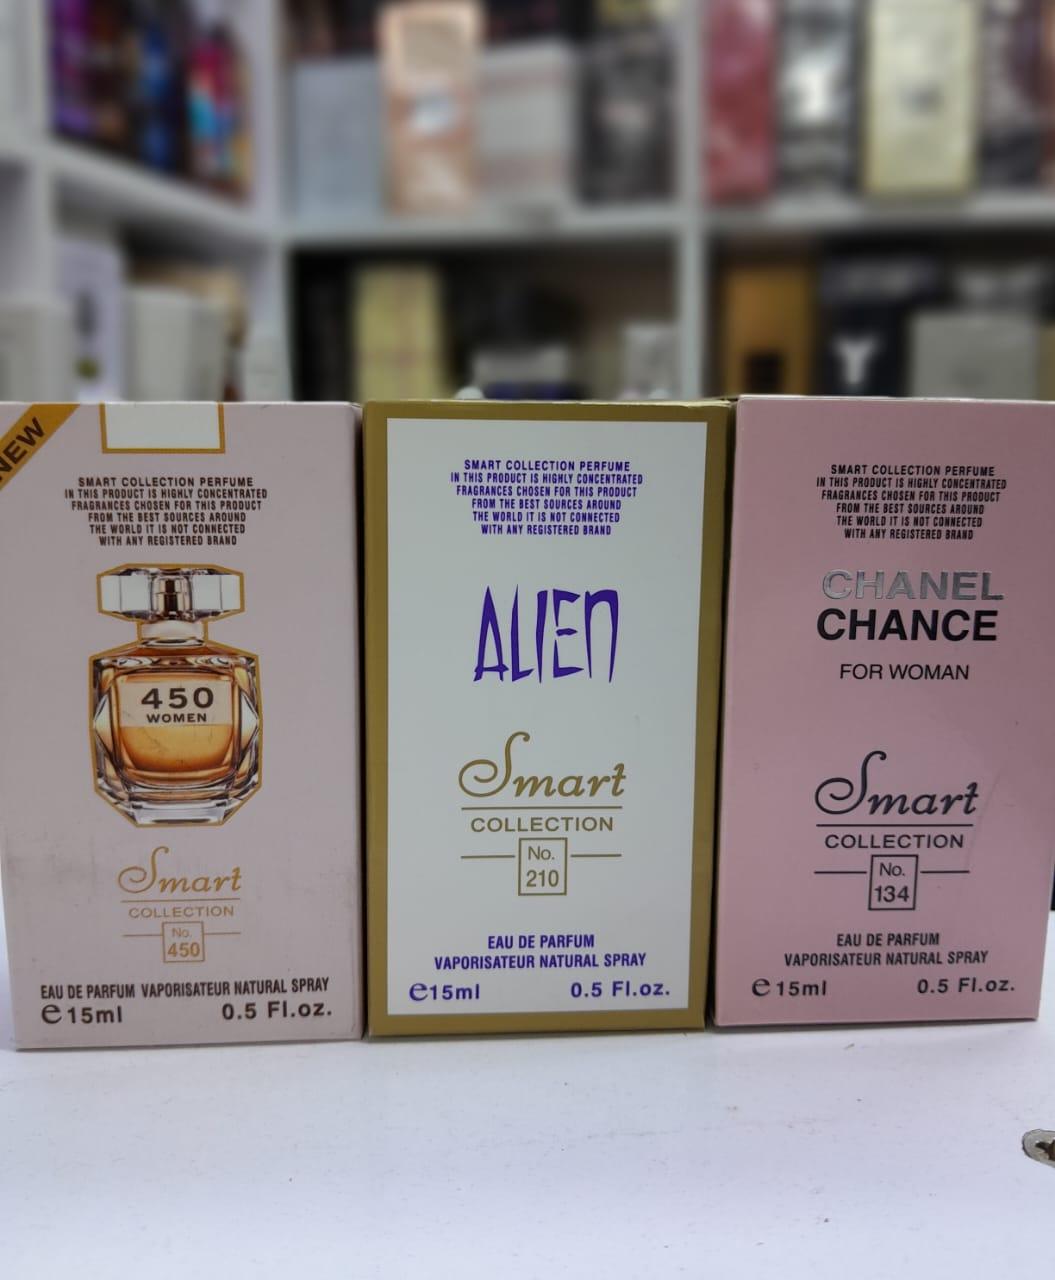 NEW
SMART COLLECTION PERFUME
IN THIS PRODUCT IS HIGHLY CONCENTRATED
FRAGRANCES CHOSEN FOR THIS PRODUCT
FROM THE BEST SOURCES AROUND
THE WORLD IT IS NOT CONNECTED
WITH ANY REGISTERED BRAND
450
WOMEN
Smart
COLLECTION
No.
450
EAU DE PARFUM VAPORISATEUR NATURAL SPRAY
e15ml 0.5 Fl.oz.
SMART COLLECTION PERFUME
IN THIS PRODUCT IS HIGHLY CONCENTRATED
FRAGRANCES CHOSEN FOR THIS PRODUCT
FROM THE BEST SOURCES AROUND
THE WORLD IT IS NOT CONNECTED
WITH ANY REGISTERED BRAND
ALIEN
Smart
COLLECTION
No.
210
EAU DE PARFUM
VAPORISATEUR NATURAL SPRAY
e15ml 0.5 Fl.oz.
SMART COLLECTION PERFUME
IN THIS PRODUCT IS HIGHLY CONCENTRATED
FRAGRANCES CHOSEN FOR THIS PRODUCT
FROM THE BEST SOURCES AROUND
THE WORLD IT IS NOT CONNECTED
WITH ANY REGISTERED BRAND
CHANEL
CHANCE
FOR WOMAN
Smart
COLLECTION
No.
134
EAU DE PARFUM
VAPORISATEUR NATURAL SPRAY
e15ml 0.5 Fl.oz.
Y